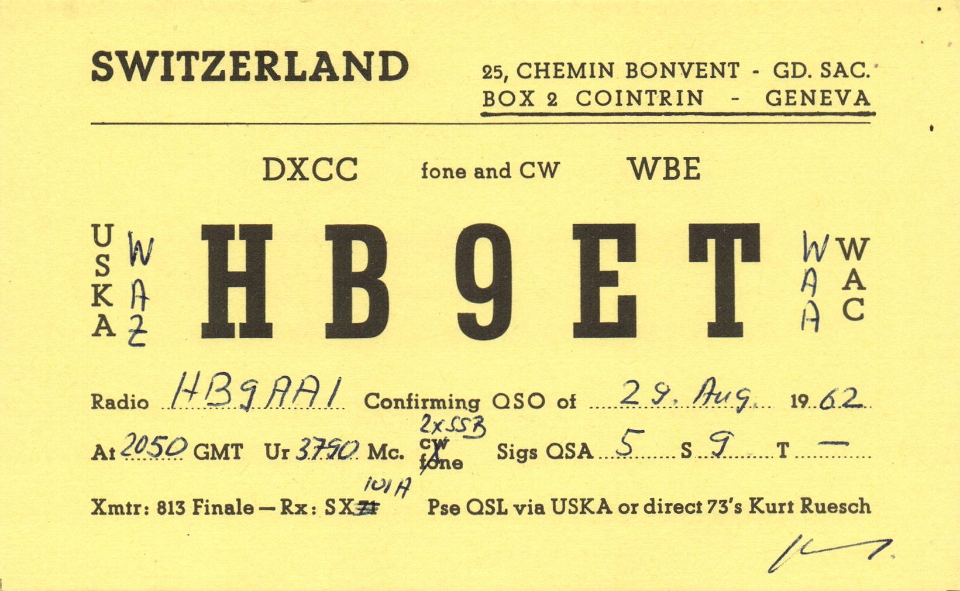 SWITZERLAND
25, CHEMIN BONVENT - GD. SAC.
BOX 2 COINTRIN - GENEVA
DXCC fone and CW WBE
USKA WAZ HB9ET WAA WAC
Radio HB9AAI Confirming QSO of 29. Aug. 1962
2xSSB
At 2050 GMT Ur 3790 Mc. CW fone Sigs QSA 5 S 9 T —
101A
Xmtr: 813 Finale — Rx: SX71 Pse QSL via USKA or direct 73's Kurt Ruesch